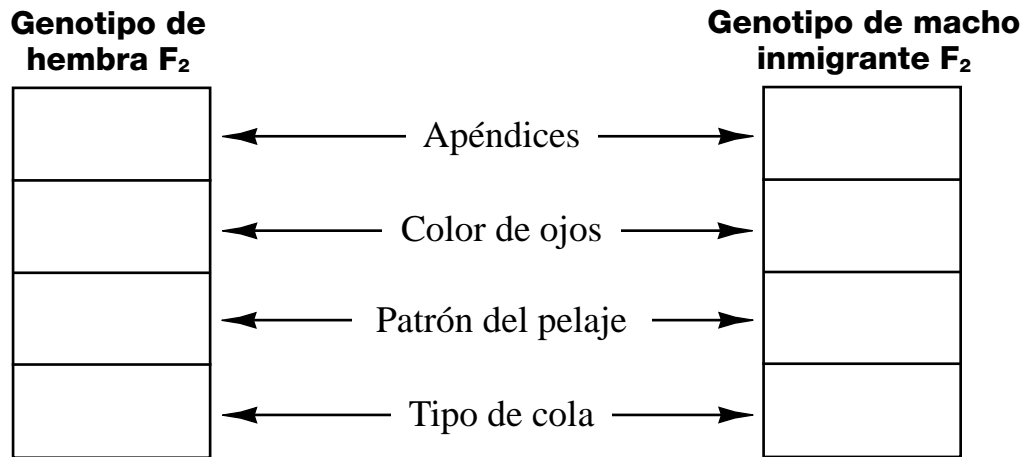 Genotipo de
hembra F₂
Genotipo de macho
inmigrante F₂
Apéndices
Color de ojos
Patrón del pelaje
Tipo de cola